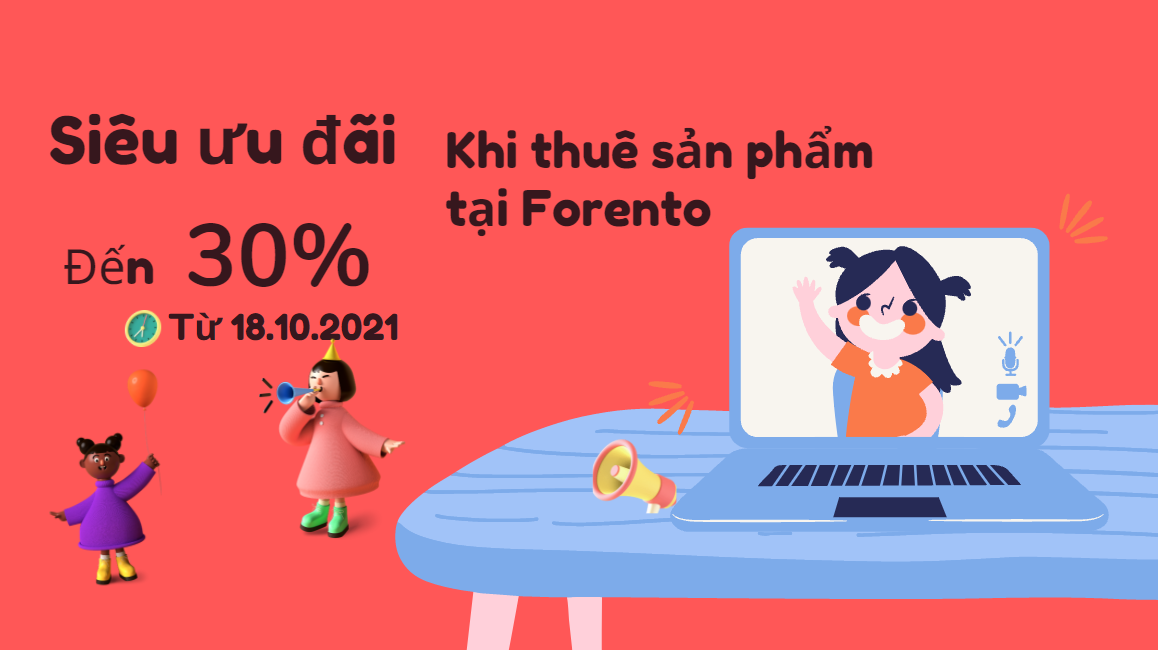 Siêu ưu đãi
Đến 30%
Từ 18.10.2021
Khi thuê sản phẩm
tại Forento